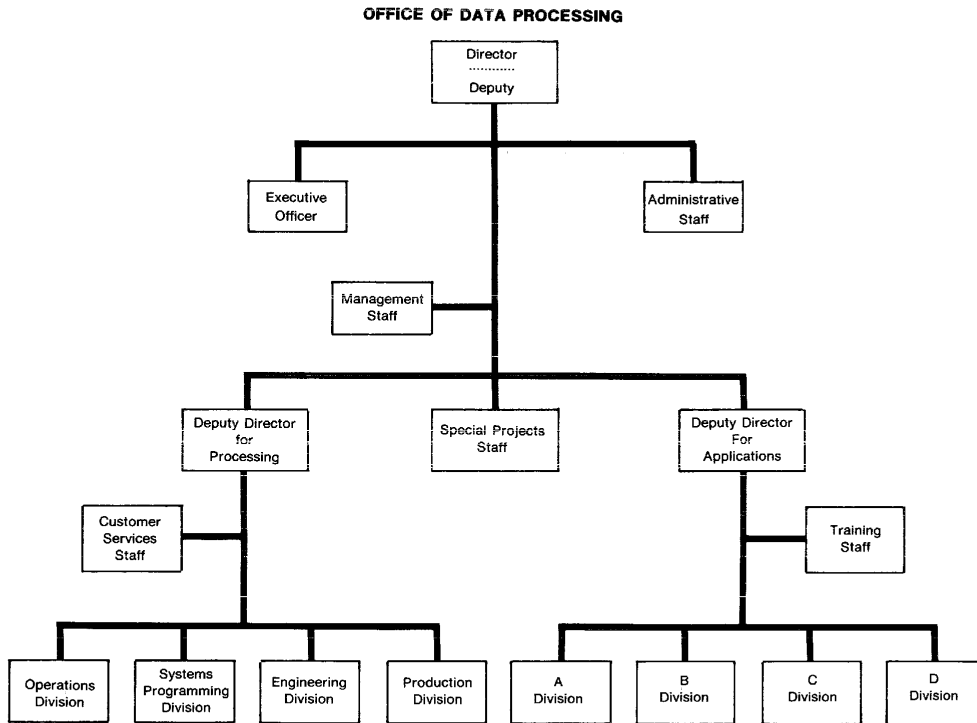 OFFICE OF DATA PROCESSING
Director
Deputy
Executive
Officer
Administrative
Staff
Management
Staff
Deputy Director
for
Processing
Special Projects
Staff
Deputy Director
For
Applications
Customer
Services
Staff
Training
Staff
Operations
Division
Systems
Programming
Division
Engineering
Division
Production
Division
A
Division
B
Division
C
Division
D
Division